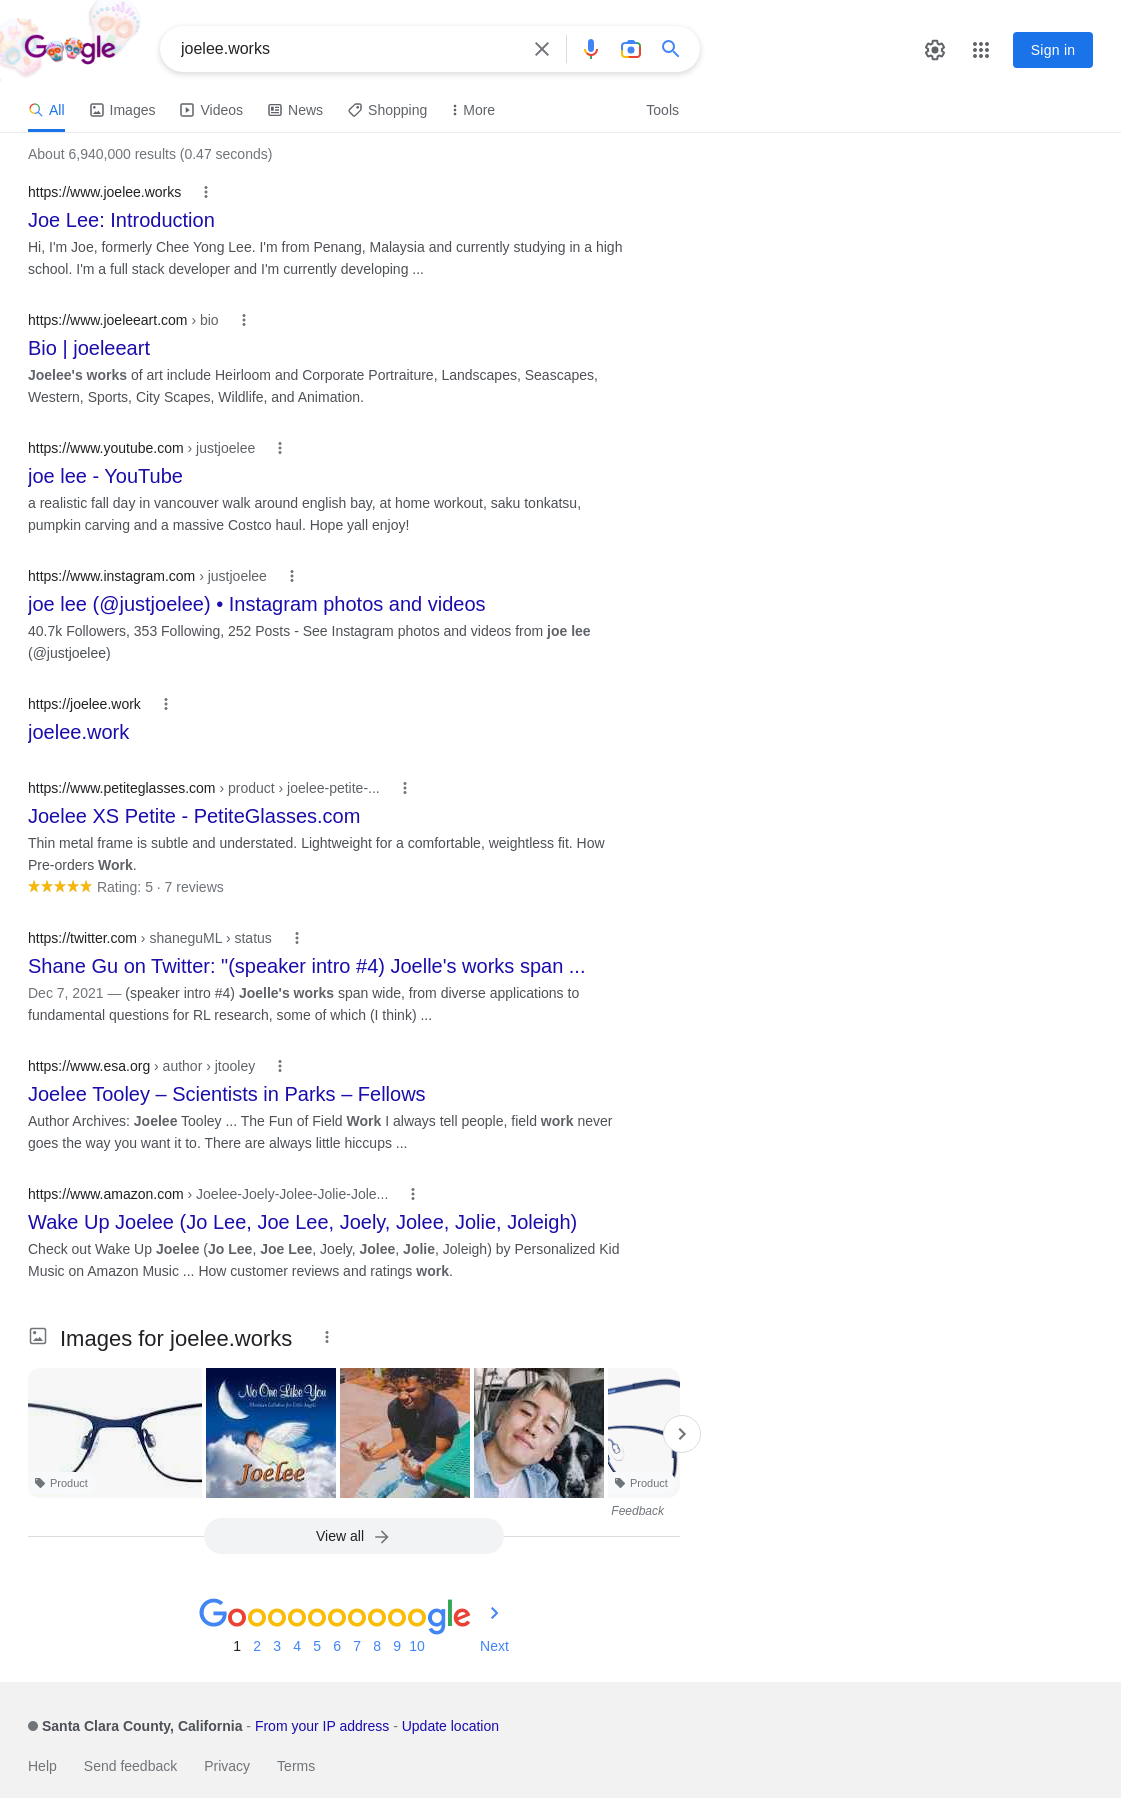 Google
joelee.works
Sign in
All
Images
Videos
News
Shopping
More
Tools
About 6,940,000 results (0.47 seconds)
https://www.joelee.works
Joe Lee: Introduction
Hi, I'm Joe, formerly Chee Yong Lee. I'm from Penang, Malaysia and currently studying in a high
school. I'm a full stack developer and I'm currently developing ...
https://www.joeleeart.com › bio
Bio | joeleeart
Joelee's works of art include Heirloom and Corporate Portraiture, Landscapes, Seascapes,
Western, Sports, City Scapes, Wildlife, and Animation.
https://www.youtube.com › justjoelee
joe lee - YouTube
a realistic fall day in vancouver walk around english bay, at home workout, saku tonkatsu,
pumpkin carving and a massive Costco haul. Hope yall enjoy!
https://www.instagram.com › justjoelee
joe lee (@justjoelee) • Instagram photos and videos
40.7k Followers, 353 Following, 252 Posts - See Instagram photos and videos from joe lee
(@justjoelee)
https://joelee.work
joelee.work
https://www.petiteglasses.com › product › joelee-petite-...
Joelee XS Petite - PetiteGlasses.com
Thin metal frame is subtle and understated. Lightweight for a comfortable, weightless fit. How
Pre-orders Work.
Rating: 5 · 7 reviews
https://twitter.com › shaneguML › status
Shane Gu on Twitter: "(speaker intro #4) Joelle's works span ...
Dec 7, 2021 — (speaker intro #4) Joelle's works span wide, from diverse applications to
fundamental questions for RL research, some of which (I think) ...
https://www.esa.org › author › jtooley
Joelee Tooley – Scientists in Parks – Fellows
Author Archives: Joelee Tooley ... The Fun of Field Work I always tell people, field work never
goes the way you want it to. There are always little hiccups ...
https://www.amazon.com › Joelee-Joely-Jolee-Jolie-Jole...
Wake Up Joelee (Jo Lee, Joe Lee, Joely, Jolee, Jolie, Joleigh)
Check out Wake Up Joelee (Jo Lee, Joe Lee, Joely, Jolee, Jolie, Joleigh) by Personalized Kid
Music on Amazon Music ... How customer reviews and ratings work.
Images for joelee.works
No One Like You
Joelee
Product
Product
Feedback
View all
Goooooooooogle
1 2 3 4 5 6 7 8 9 10 Next
Santa Clara County, California - From your IP address - Update location
Help Send feedback Privacy Terms